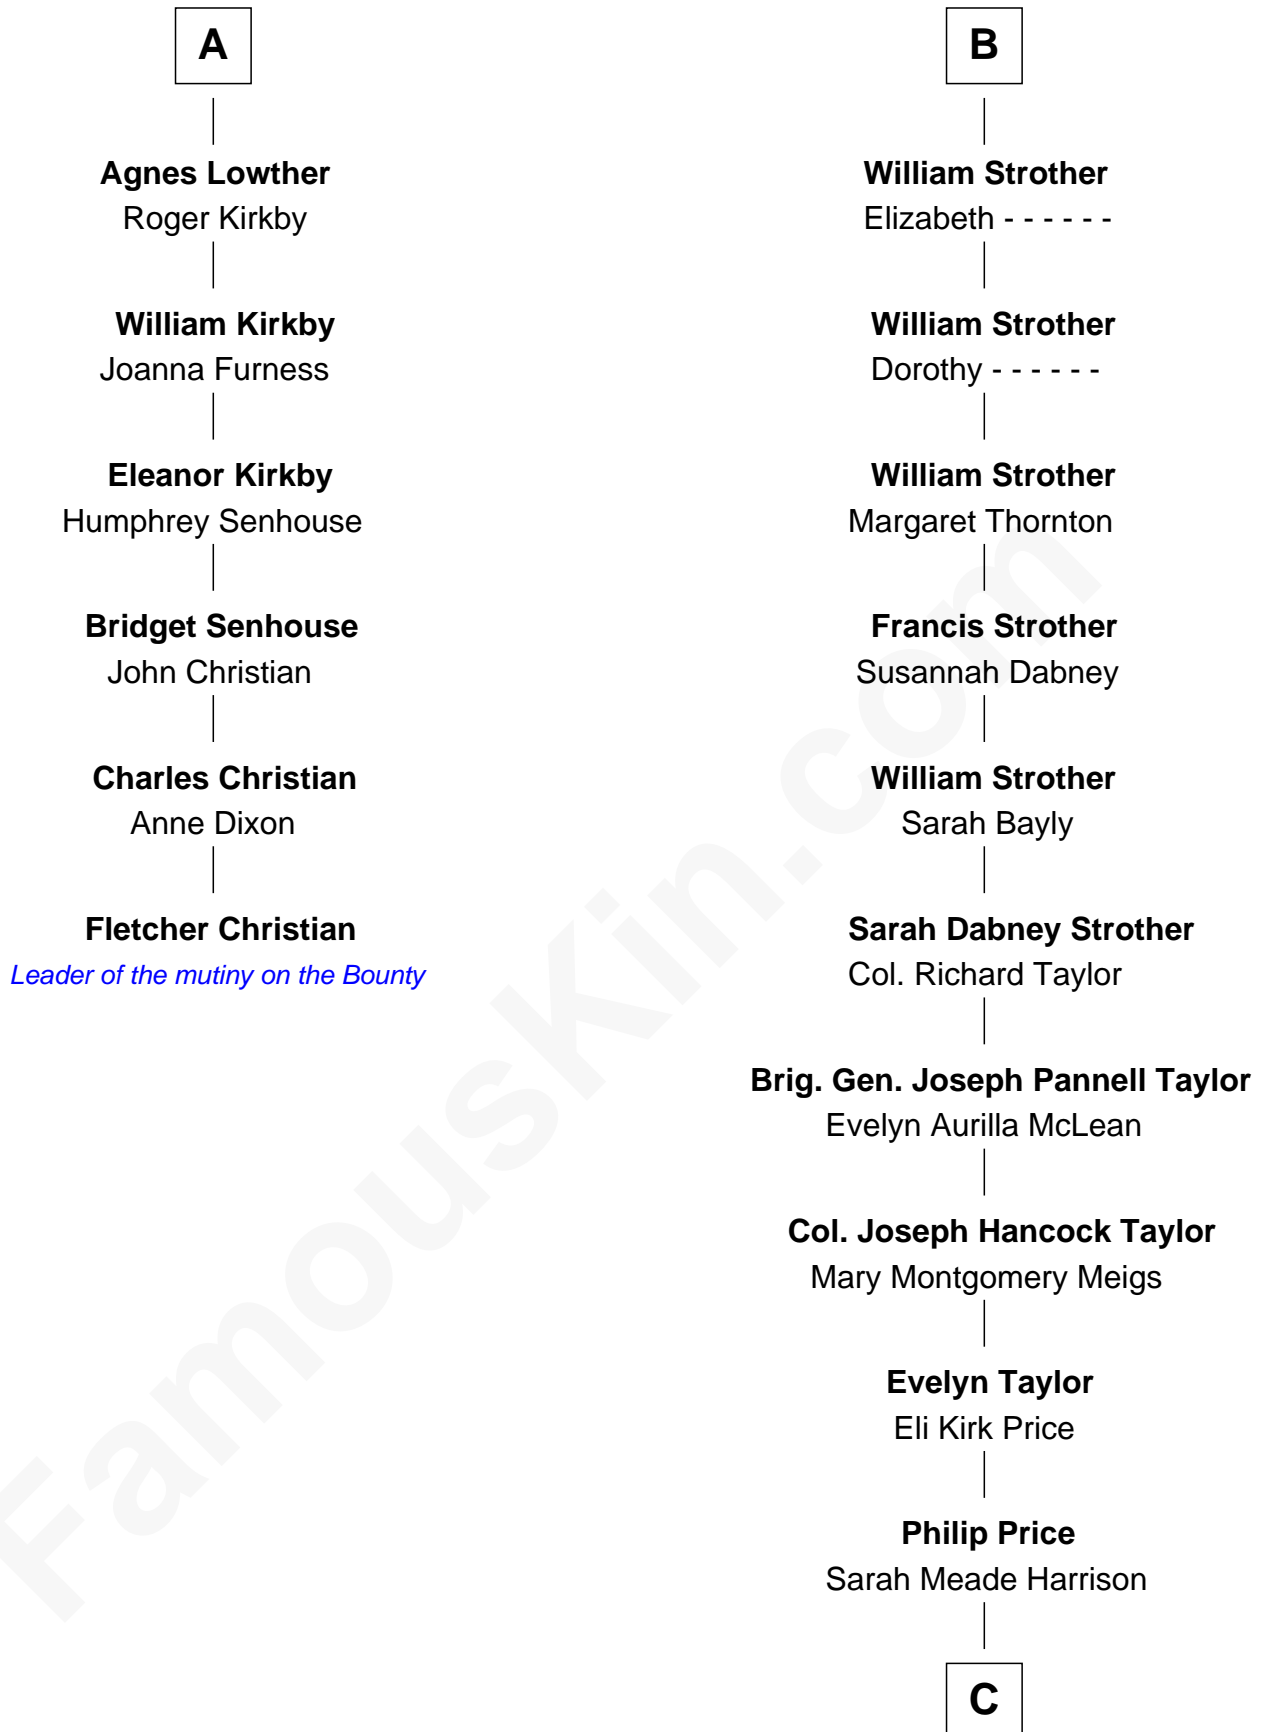 A
Agnes Lowther
Roger Kirkby
William Kirkby
Joanna Furness
Eleanor Kirkby
Humphrey Senhouse
Bridget Senhouse
John Christian
Charles Christian
Anne Dixon
Fletcher Christian
Leader of the mutiny on the Bounty
B
William Strother
Elizabeth - - - - - -
William Strother
Dorothy - - - - - -
William Strother
Margaret Thornton
Francis Strother
Susannah Dabney
William Strother
Sarah Bayly
Sarah Dabney Strother
Col. Richard Taylor
Brig. Gen. Joseph Pannell Taylor
Evelyn Aurilla McLean
Col. Joseph Hancock Taylor
Mary Montgomery Meigs
Evelyn Taylor
Eli Kirk Price
Philip Price
Sarah Meade Harrison
C
FamousKin.com